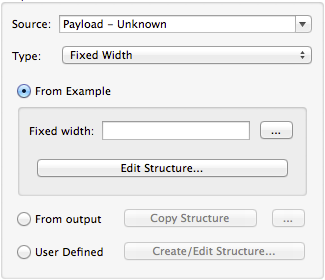 Source: Payload – Unknown
Type: Fixed Width
From Example
Fixed width: ...
Edit Structure...
From output Copy Structure ...
User Defined Create/Edit Structure...